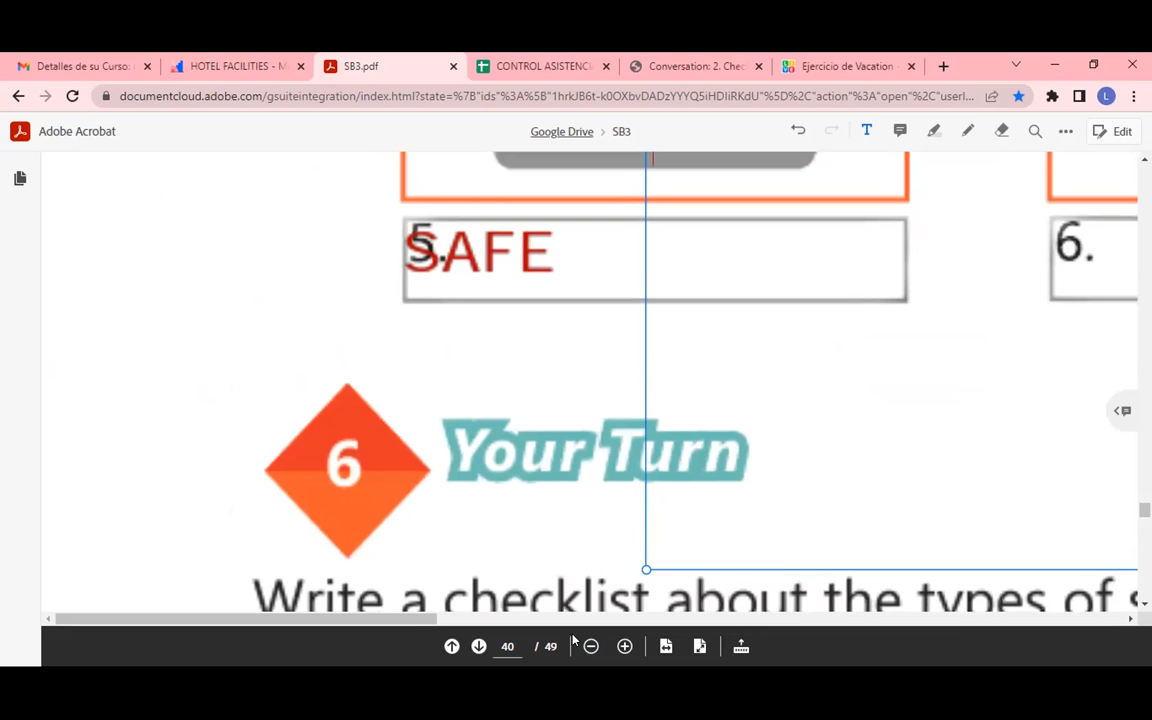 Detalles de su Curso:
HOTEL FACILITIES - M
SB3.pdf
CONTROL ASISTENC
Conversation: 2. Chec
Ejercicio de Vacation -
documentcloud.adobe.com/gsuiteintegration/index.html?state=%7B"ids"%3A%5B"1hrkJB6t-k0OXbvDADzYYYQ5iHDIiRKdU"%5D%2C"action"%3A"open"%2C"userI...
L
Adobe Acrobat
Google Drive > SB3
T
Edit
5.
SAFE
6.
6 Your Turn
Write a checklist about the types of s
40 / 49